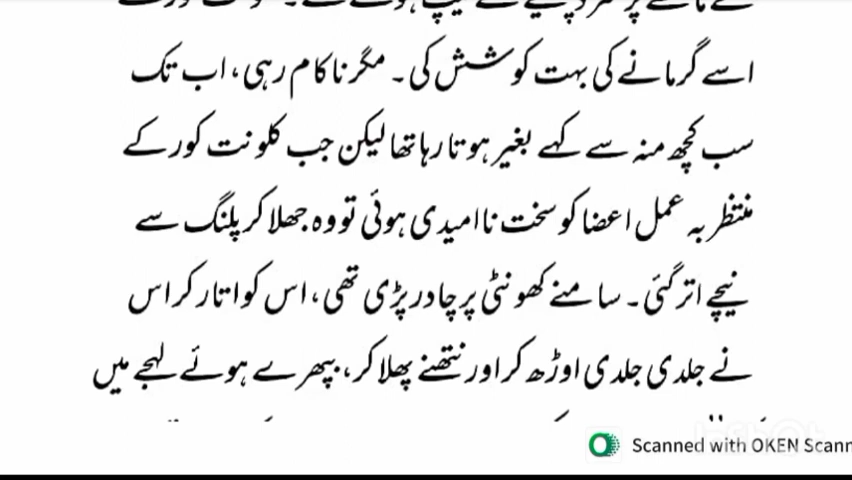 اسے گرمانے کی بہت کوشش کی۔ مگر ناکام رہی، اب تک
سب کچھ منہ سے کہے بغیر ہوتا رہا تھا لیکن جب کلونت کور کے
منتظر بہ عمل اعضا کو سخت ناامیدی ہوئی تو وہ جھلا کر پلنگ سے
نیچے اتر گئی۔ سامنے کھونٹی پر چادر پڑی تھی، اس کو اتار کر اس
نے جلدی جلدی اوڑھ کر اور نتھنے پھلا کر، بپھرے ہوئے لہجے میں
Scanned with OKEN Scann